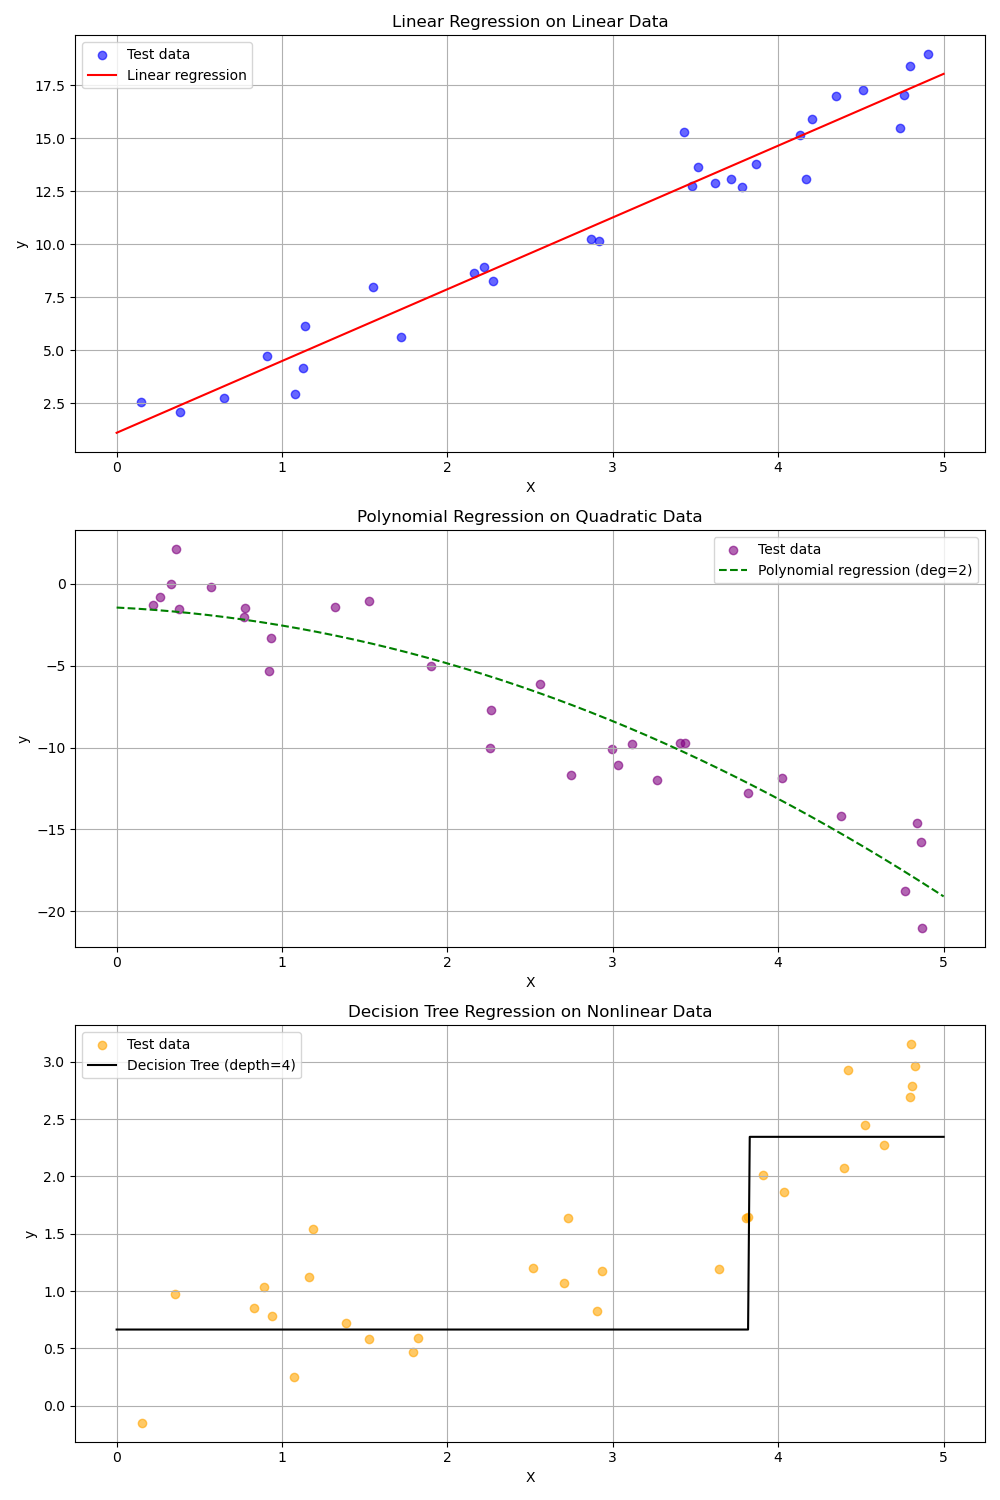 Linear Regression on Linear Data
Test data
Linear regression
17.5
15.0
12.5
10.0
7.5
5.0
2.5
y
0 1 2 3 4 5
X
Polynomial Regression on Quadratic Data
Test data
Polynomial regression (deg=2)
0
−5
−10
−15
−20
y
0 1 2 3 4 5
X
Decision Tree Regression on Nonlinear Data
Test data
Decision Tree (depth=4)
3.0
2.5
2.0
1.5
1.0
0.5
0.0
y
0 1 2 3 4 5
X